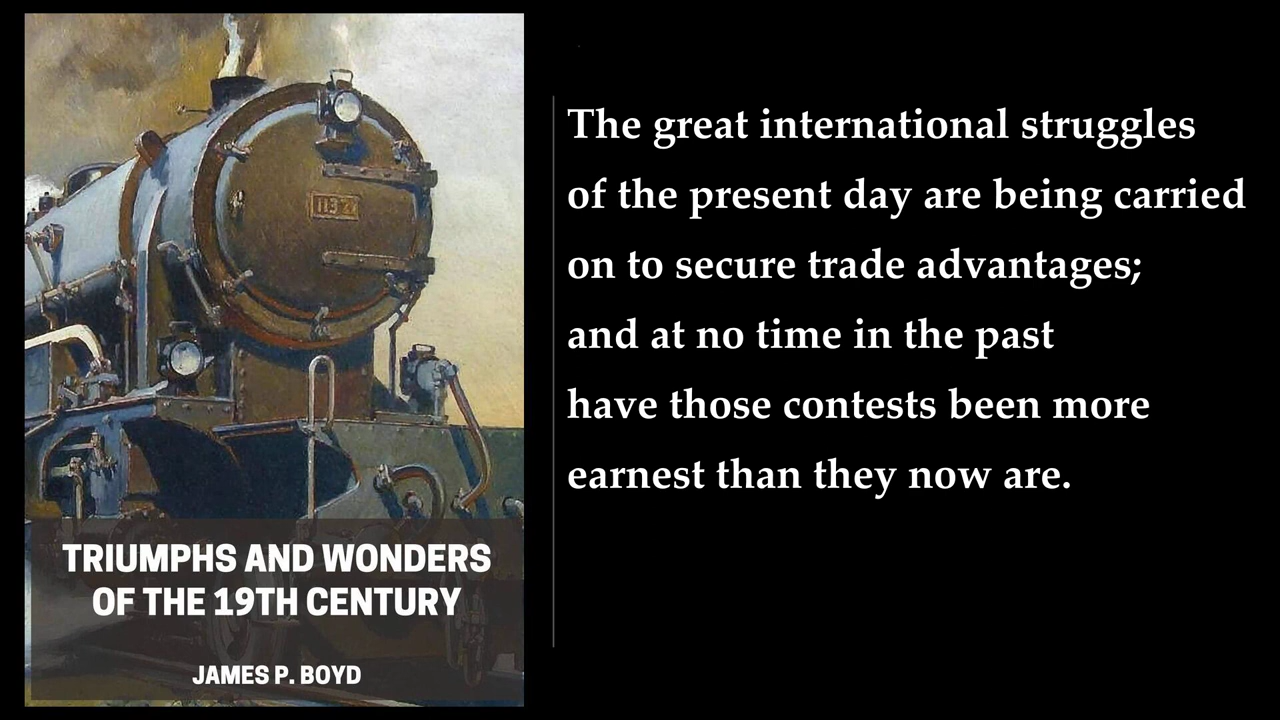 The great international struggles
of the present day are being carried
on to secure trade advantages;
and at no time in the past
have those contests been more
earnest than they now are.
TRIUMPHS AND WONDERS
OF THE 19TH CENTURY
JAMES P. BOYD